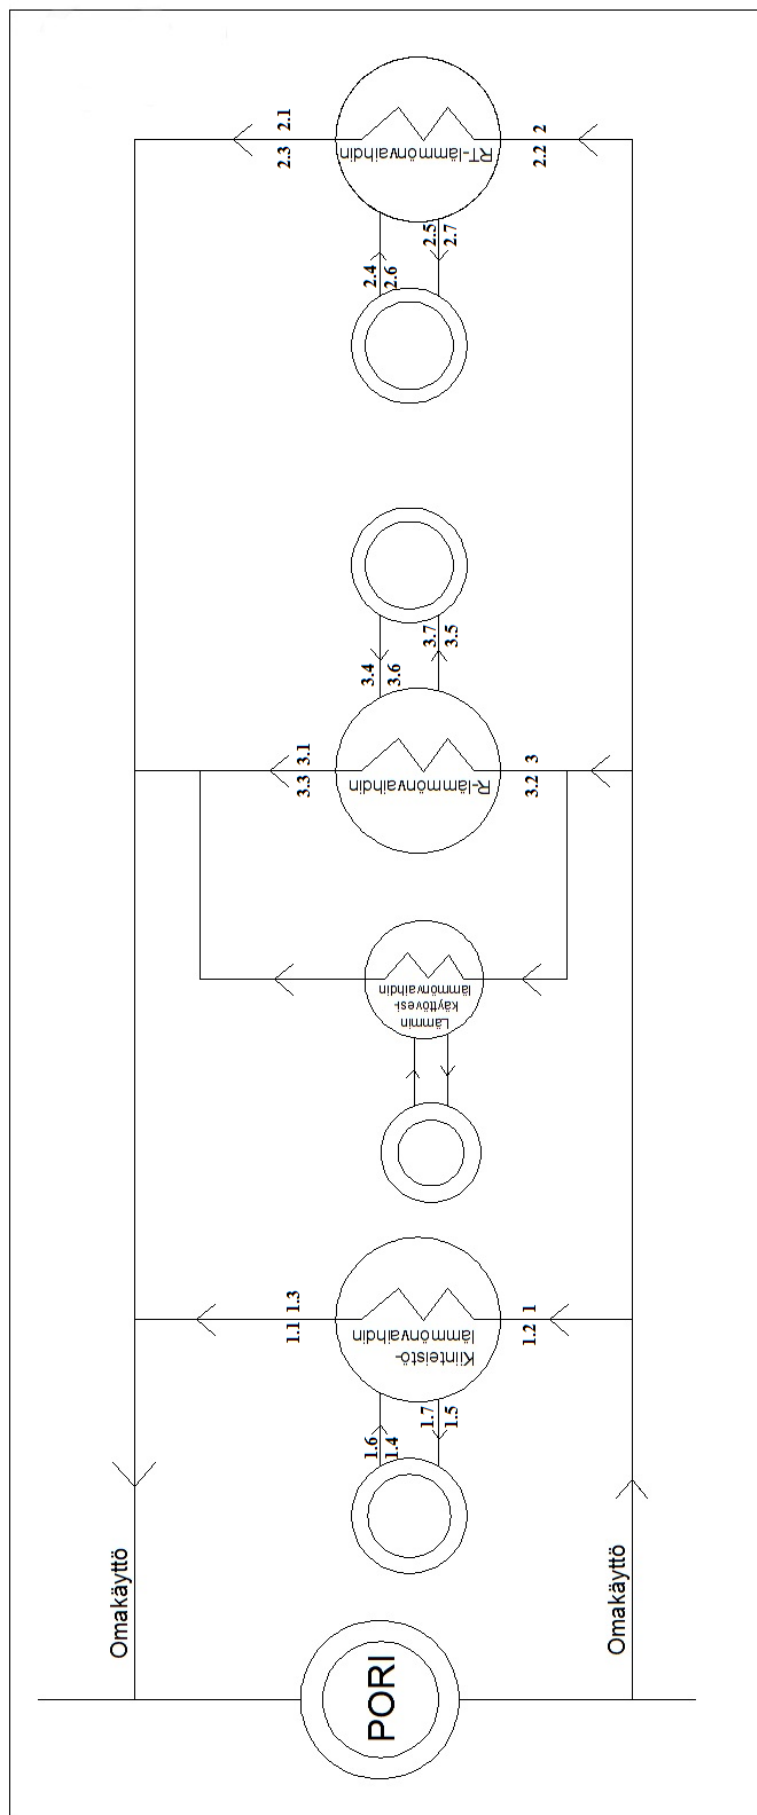 2.3 2.1
RT-lämmönvaihdin
2.2 2
2.4
2.6
2.5
2.7
3.4
3.6
3.7
3.5
3.3 3.1
R-lämmönvaihdin
3.2 3
Lämmin
käyttövesi-
lämmönvaihdin
1.1 1.3
Kiinteistö-
lämmönvaihdin
1.2 1
1.6
1.4
1.7
1.5
Omakäyttö
Omakäyttö
PORI